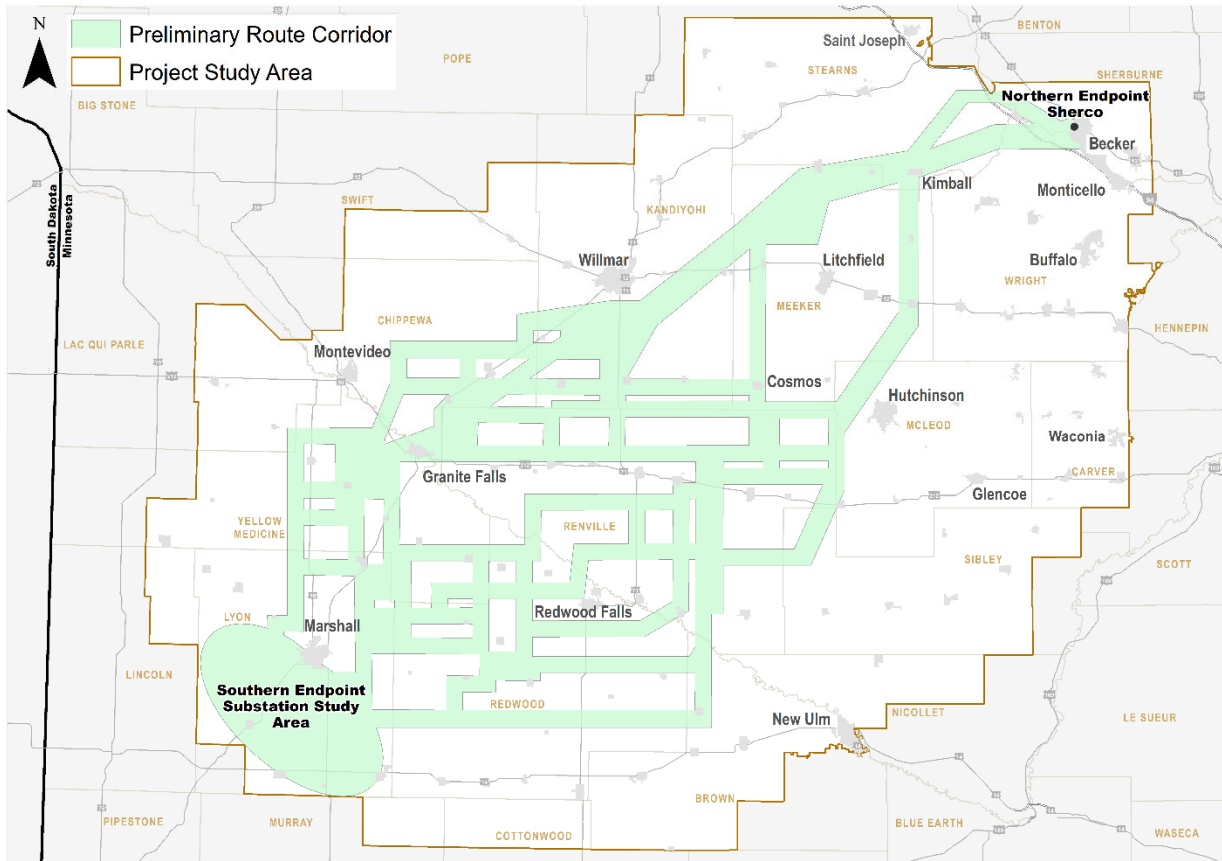 N
Preliminary Route Corridor
Project Study Area
BIG STONE
POPE
Saint Joseph
STEARNS
BENTON
SHERBURNE
Northern Endpoint
Sherco
Becker
Monticello
Kimball
South Dakota
Minnesota
SWIFT
KANDIYOHI
Willmar
Litchfield
Buffalo
WRIGHT
MEEKER
HENNEPIN
CHIPPEWA
LAC QUI PARLE
Montevideo
Cosmos
Hutchinson
MCLEOD
Waconia
CARVER
Granite Falls
Glencoe
YELLOW
MEDICINE
RENVILLE
SIBLEY
SCOTT
Redwood Falls
LYON
Marshall
LINCOLN
Southern Endpoint
Substation Study
Area
REDWOOD
New Ulm
NICOLLET
LE SUEUR
BROWN
PIPESTONE
MURRAY
COTTONWOOD
BLUE EARTH
WASECA